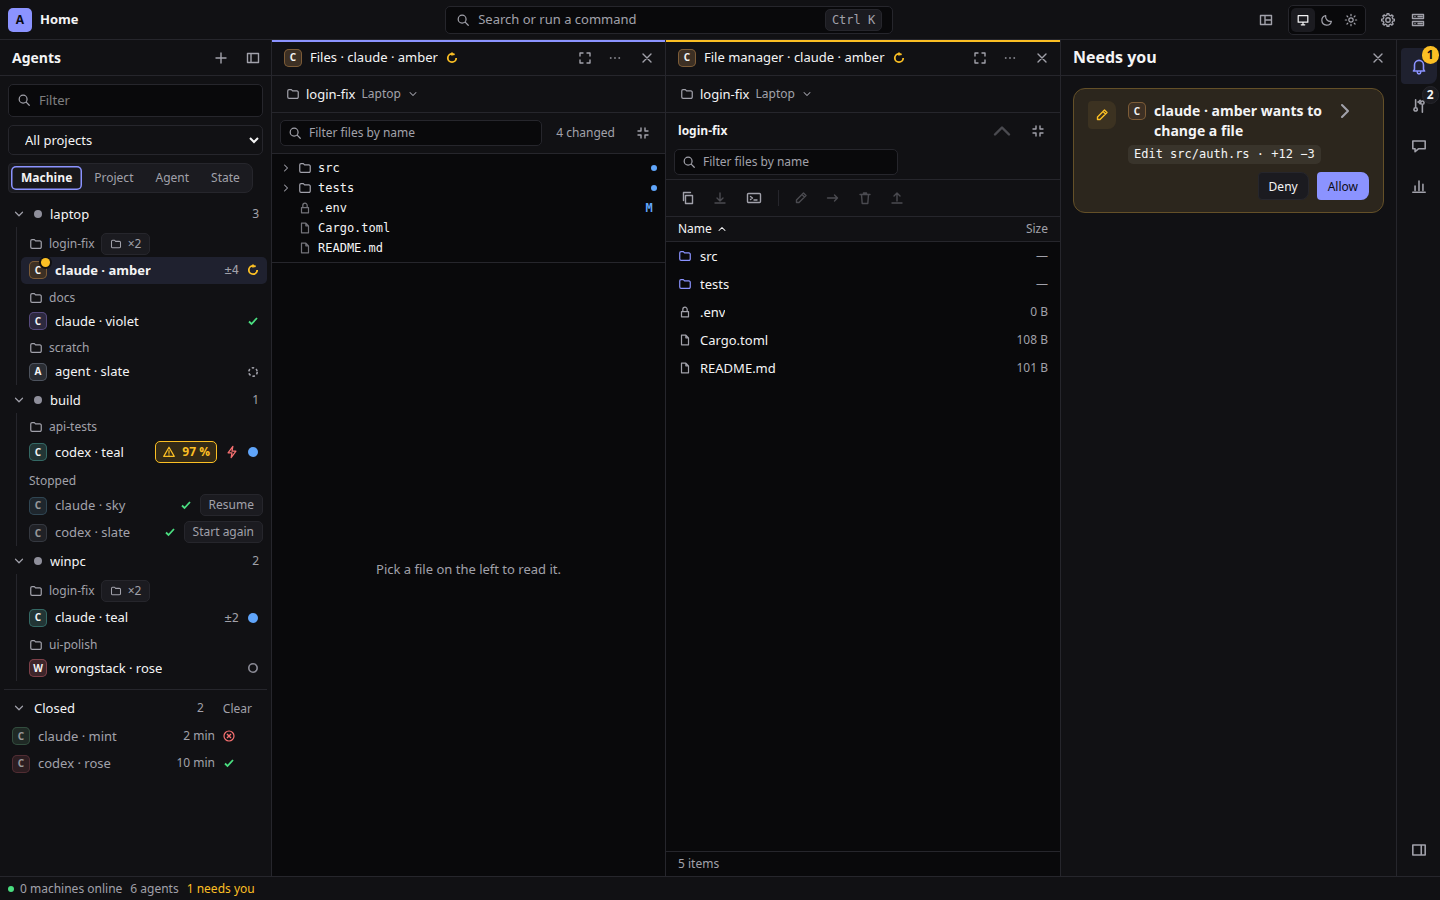 A Home
Search or run a command Ctrl K
Agents
Filter
All projects
Machine Project Agent State
laptop 3
login-fix ×2
C claude · amber ±4
docs
C claude · violet
scratch
A agent · slate
build 1
api-tests
C codex · teal 97 %
Stopped
C claude · sky Resume
C codex · slate Start again
winpc 2
login-fix ×2
C claude · teal ±2
ui-polish
W wrongstack · rose
Closed 2 Clear
C claude · mint 2 min
C codex · rose 10 min
C Files · claude · amber
login-fix Laptop
Filter files by name 4 changed
src
tests
.env M
Cargo.toml
README.md
Pick a file on the left to read it.
C File manager · claude · amber
login-fix Laptop
login-fix
Filter files by name
Name Size
src —
tests —
.env 0 B
Cargo.toml 108 B
README.md 101 B
5 items
Needs you
C claude · amber wants to
change a file
Edit src/auth.rs · +12 −3
Deny Allow
1
2
0 machines online 6 agents 1 needs you